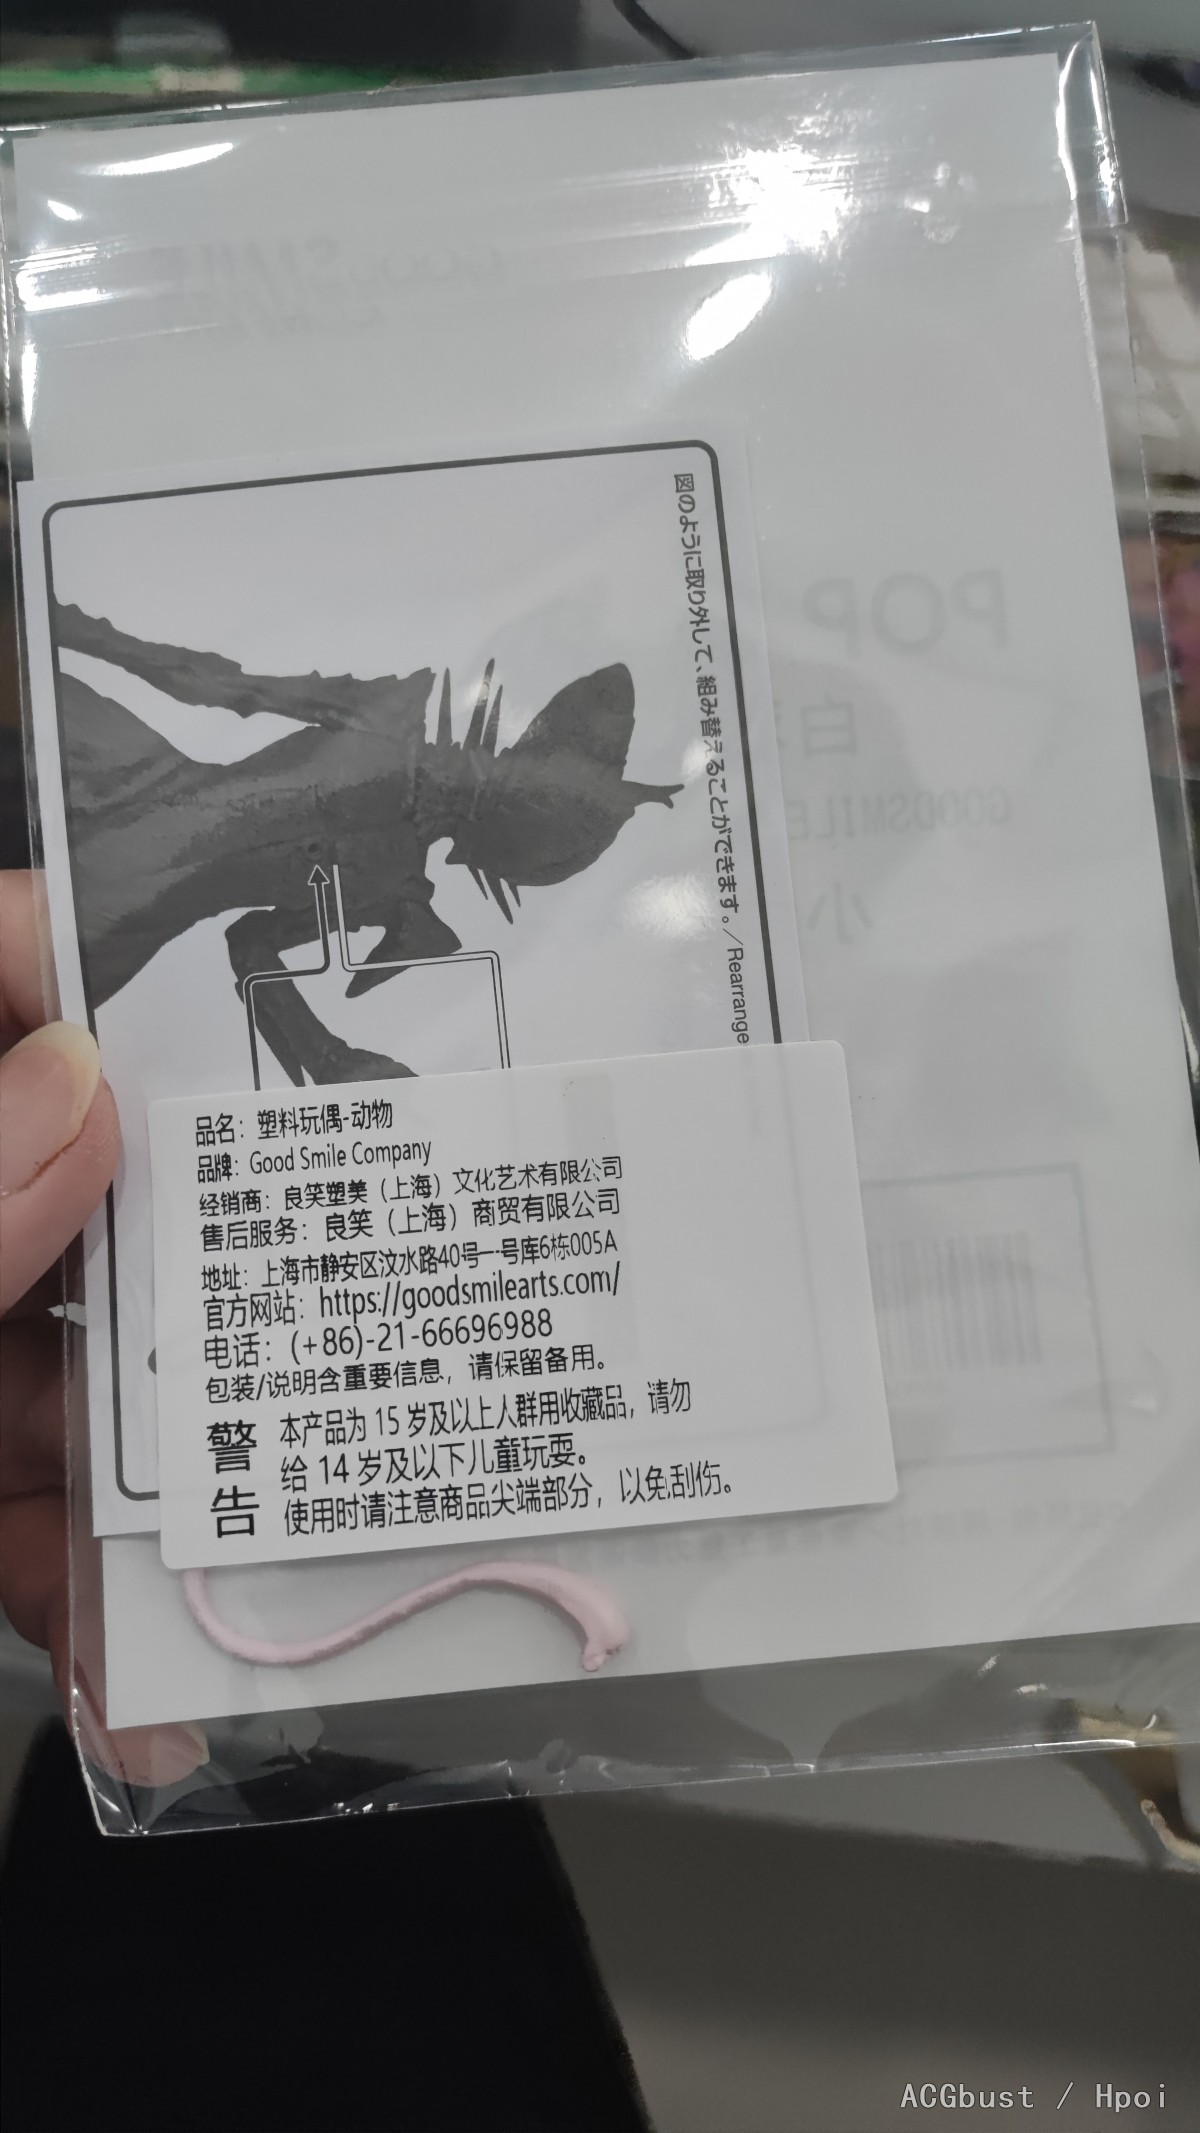 GOODSMILE
POP
白
GOODSMILE
小
図のように取り外して、組み替えることができます。／Rearrange
品名：塑料玩偶-动物
品牌：Good Smile Company
经销商：良笑塑美（上海）文化艺术有限公司
售后服务：良笑（上海）商贸有限公司
地址：上海市静安区汶水路40号一号库6栋005A
官方网站：https://goodsmilearts.com/
电话：(+86)-21-66696988
包装/说明含重要信息，请保留备用。
警告
本产品为 15 岁及以上人群用收藏品，请勿
给 14 岁及以下儿童玩耍。
使用时请注意商品尖端部分，以免刮伤。
ACGbust / Hpoi